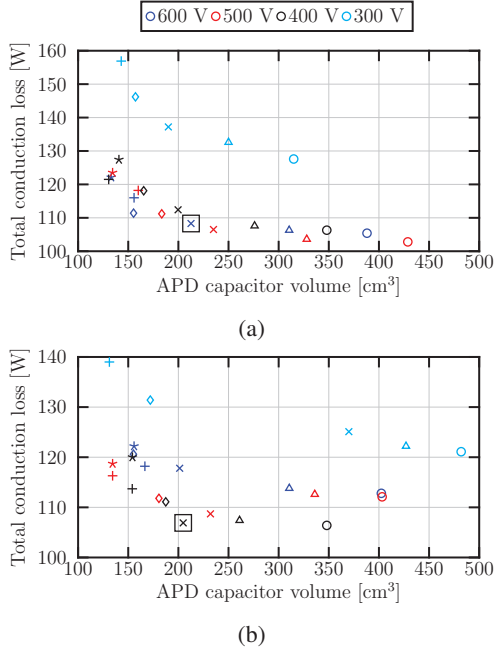 600 V 500 V 400 V 300 V
Total conduction loss [W]
160
150
140
130
120
110
100
100 150 200 250 300 350 400 450 500
APD capacitor volume [cm³]
(a)
Total conduction loss [W]
140
130
120
110
100
100 150 200 250 300 350 400 450 500
APD capacitor volume [cm³]
(b)